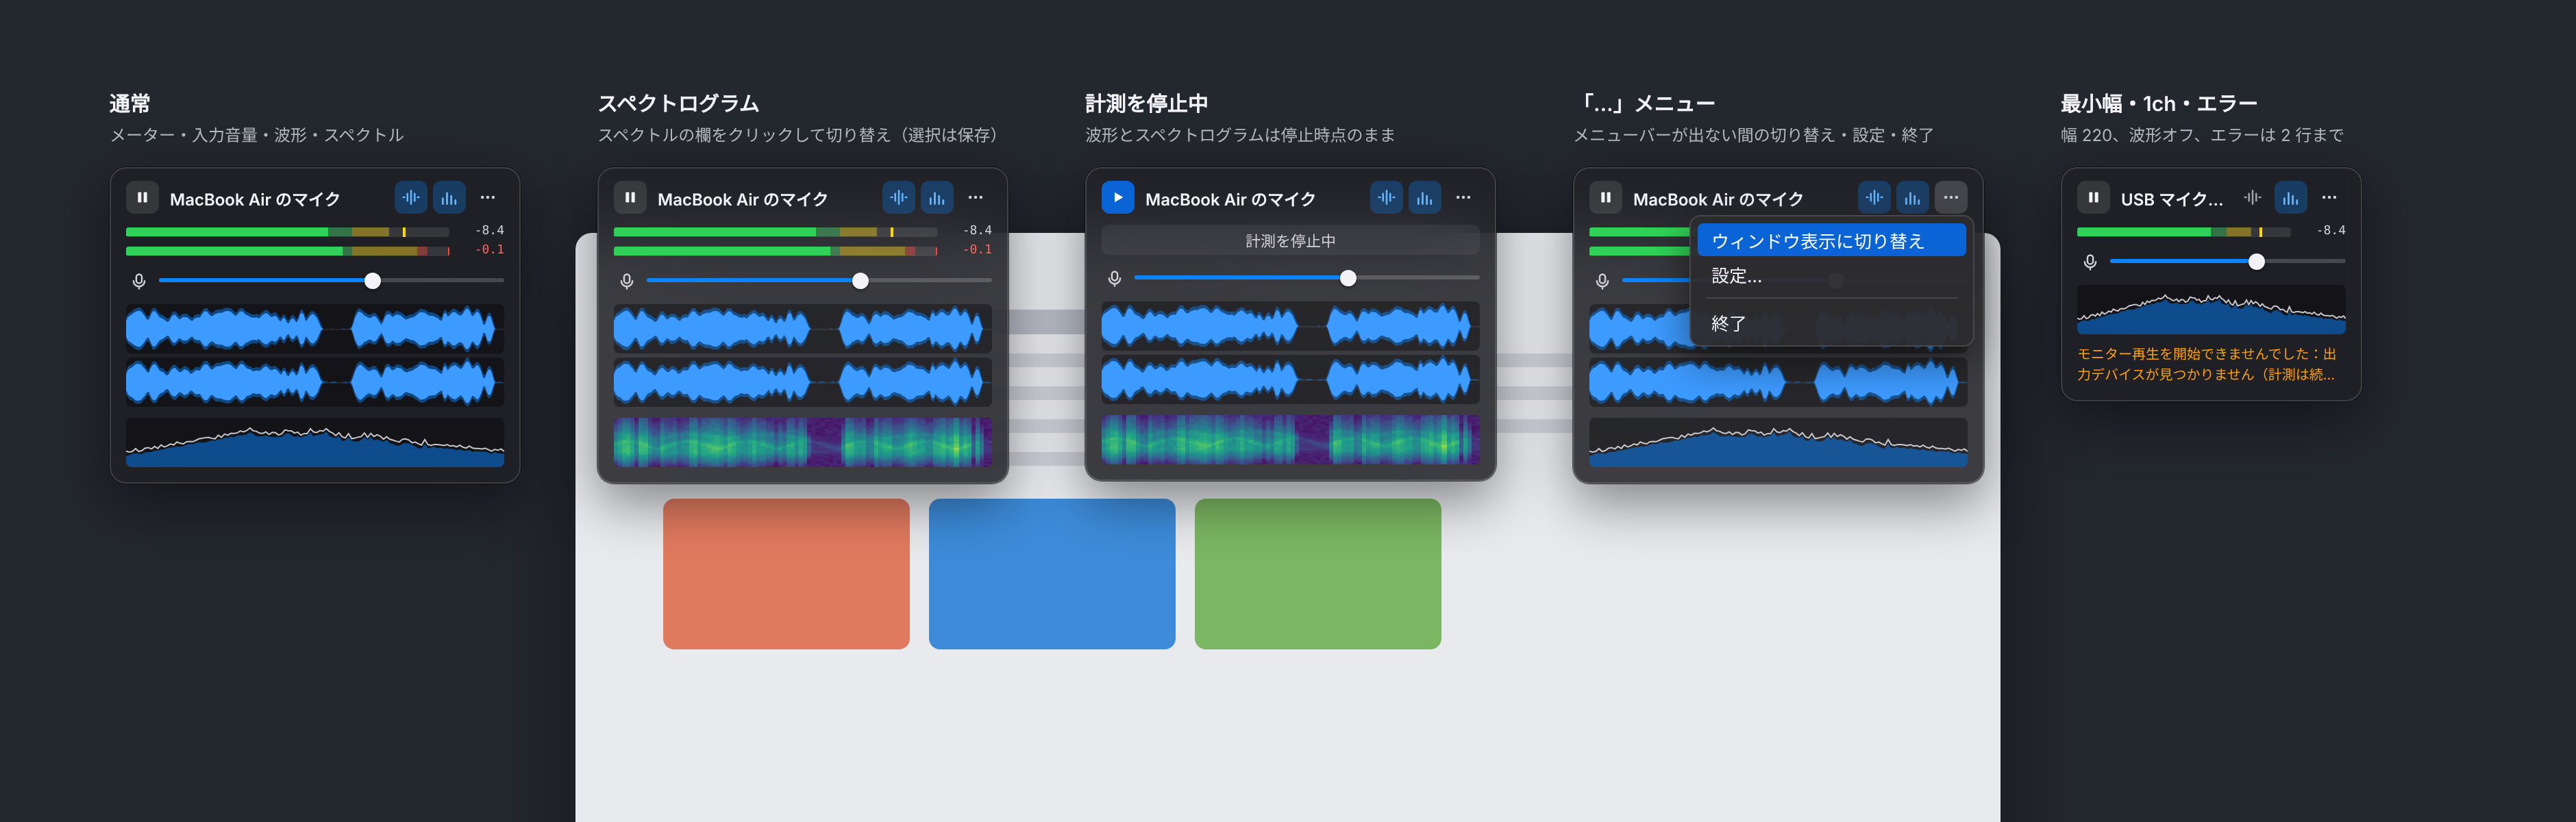 通常
メーター・入力音量・波形・スペクトル
MacBook Air のマイク
-8.4
-0.1
スペクトログラム
スペクトルの欄をクリックして切り替え（選択は保存）
MacBook Air のマイク
-8.4
-0.1
計測を停止中
波形とスペクトログラムは停止時点のまま
MacBook Air のマイク
計測を停止中
「…」メニュー
メニューバーが出ない間の切り替え・設定・終了
MacBook Air のマイク
ウィンドウ表示に切り替え
設定…
終了
最小幅・1ch・エラー
幅 220、波形オフ、エラーは 2 行まで
USB マイク…
-8.4
モニター再生を開始できませんでした：出
力デバイスが見つかりません（計測は続…